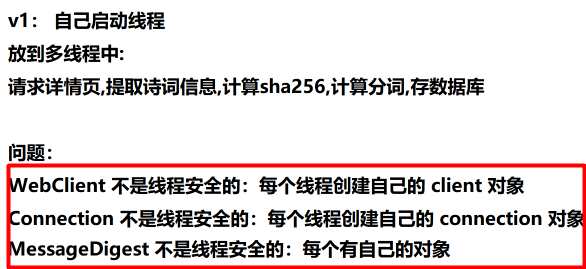 v1： 自己启动线程
放到多线程中:
请求详情页,提取诗词信息,计算sha256,计算分词,存数据库
问题：
WebClient 不是线程安全的：每个线程创建自己的 client 对象
Connection 不是线程安全的：每个线程创建自己的 connection 对象
MessageDigest 不是线程安全的：每个有自己的对象